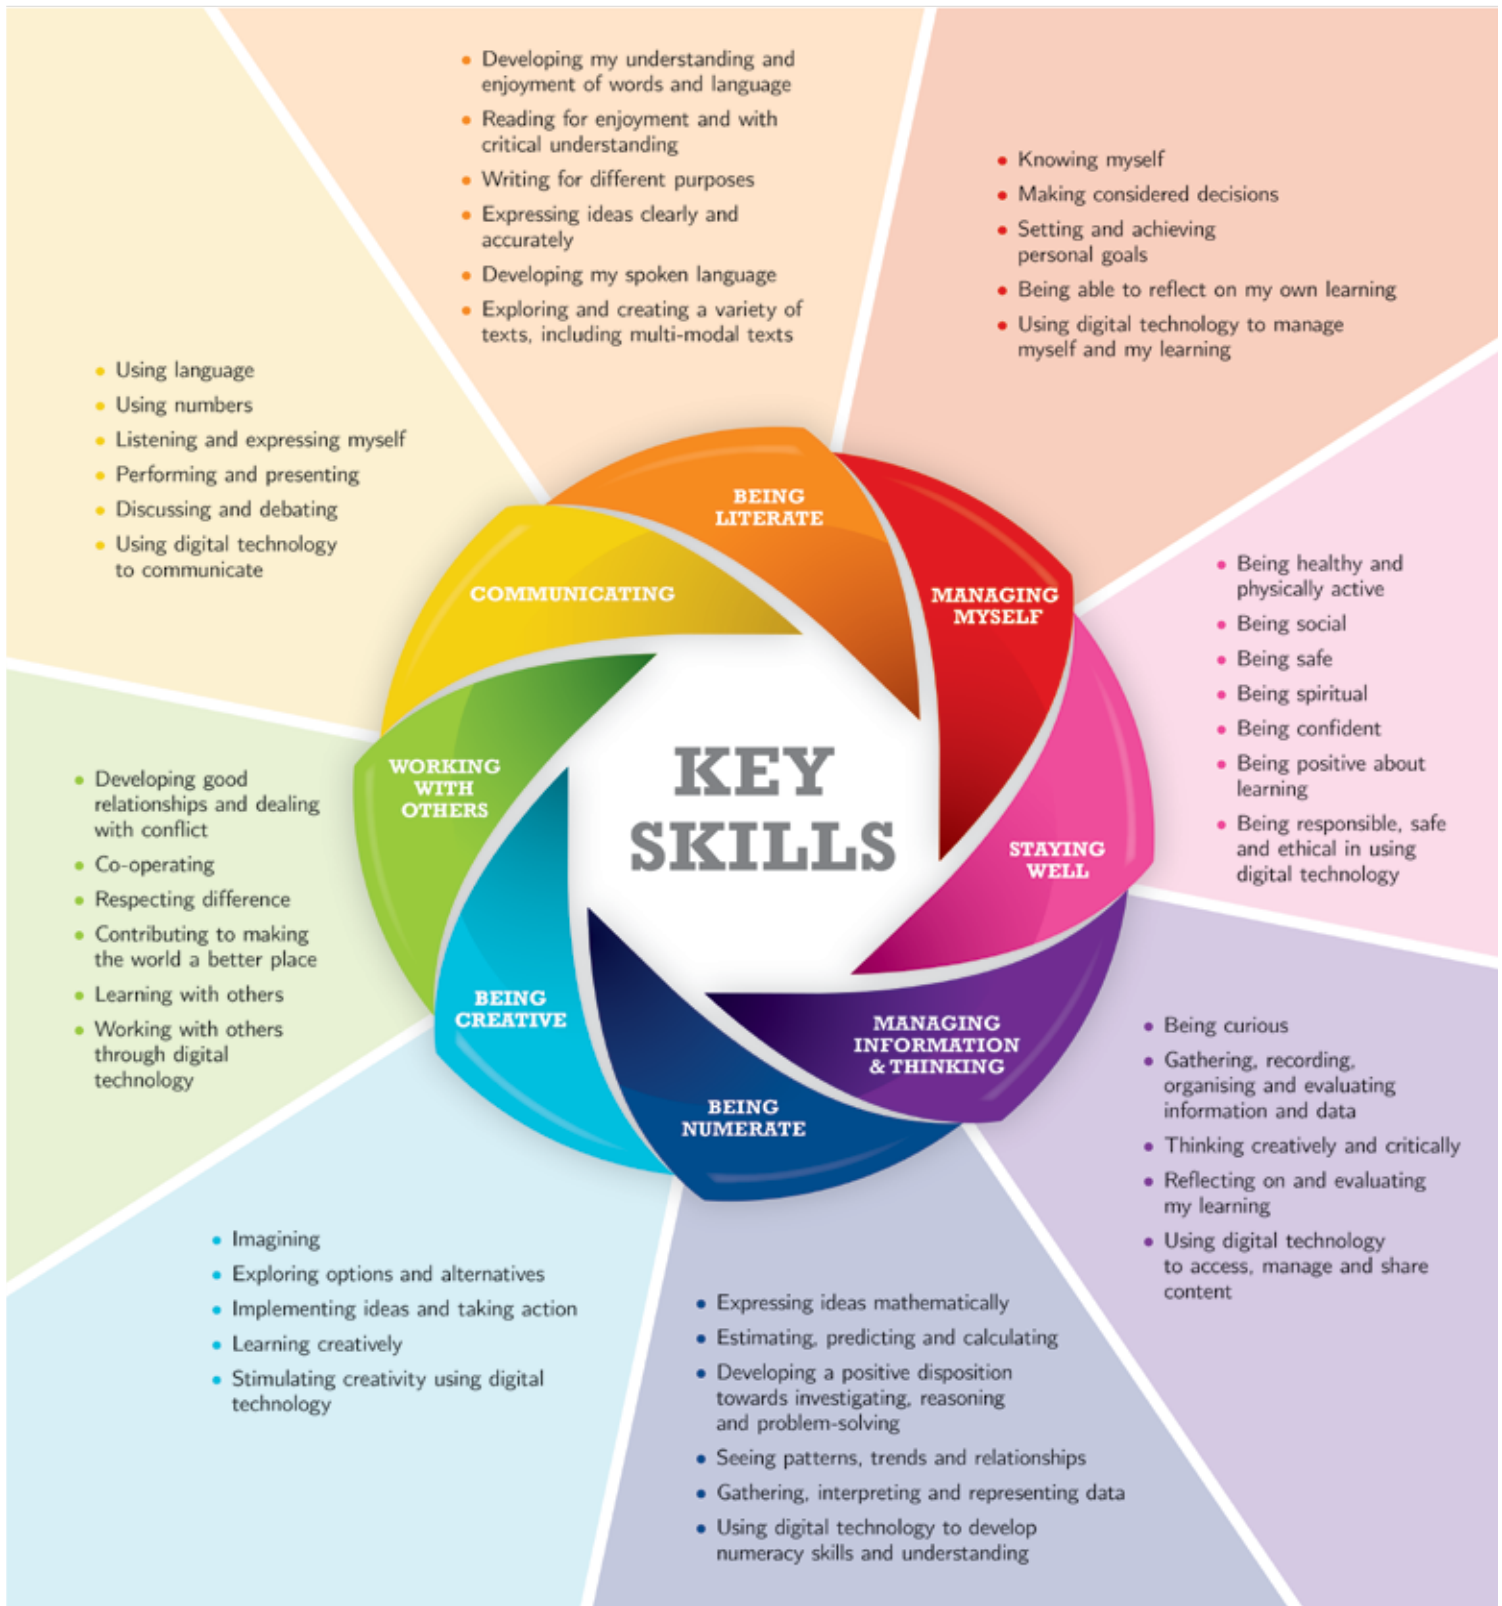 • Developing my understanding and
enjoyment of words and language
• Reading for enjoyment and with
critical understanding
• Writing for different purposes
• Expressing ideas clearly and
accurately
• Developing my spoken language
• Exploring and creating a variety of
texts, including multi-modal texts
• Knowing myself
• Making considered decisions
• Setting and achieving
personal goals
• Being able to reflect on my own learning
• Using digital technology to manage
myself and my learning
• Using language
• Using numbers
• Listening and expressing myself
• Performing and presenting
• Discussing and debating
• Using digital technology
to communicate
BEING
LITERATE
COMMUNICATING
MANAGING
MYSELF
• Being healthy and
physically active
• Being social
• Being safe
• Being spiritual
• Being confident
• Being positive about
learning
• Being responsible, safe
and ethical in using
digital technology
WORKING
WITH
OTHERS
KEY
SKILLS
STAYING
WELL
• Developing good
relationships and dealing
with conflict
• Co-operating
• Respecting difference
• Contributing to making
the world a better place
• Learning with others
• Working with others
through digital
technology
BEING
CREATIVE
MANAGING
INFORMATION
& THINKING
BEING
NUMERATE
• Being curious
• Gathering, recording,
organising and evaluating
information and data
• Thinking creatively and critically
• Reflecting on and evaluating
my learning
• Using digital technology
to access, manage and share
content
• Imagining
• Exploring options and alternatives
• Implementing ideas and taking action
• Learning creatively
• Stimulating creativity using digital
technology
• Expressing ideas mathematically
• Estimating, predicting and calculating
• Developing a positive disposition
towards investigating, reasoning
and problem-solving
• Seeing patterns, trends and relationships
• Gathering, interpreting and representing data
• Using digital technology to develop
numeracy skills and understanding